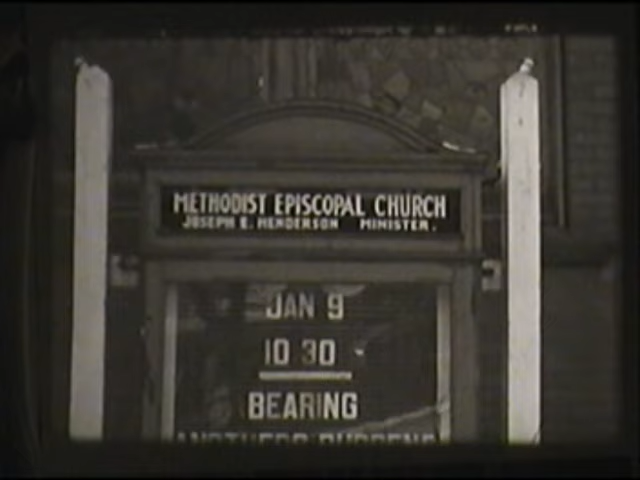 METHODIST EPISCOPAL CHURCH
JOSEPH E. HENDERSON MINISTER.
JAN 9
10 30
BEARING